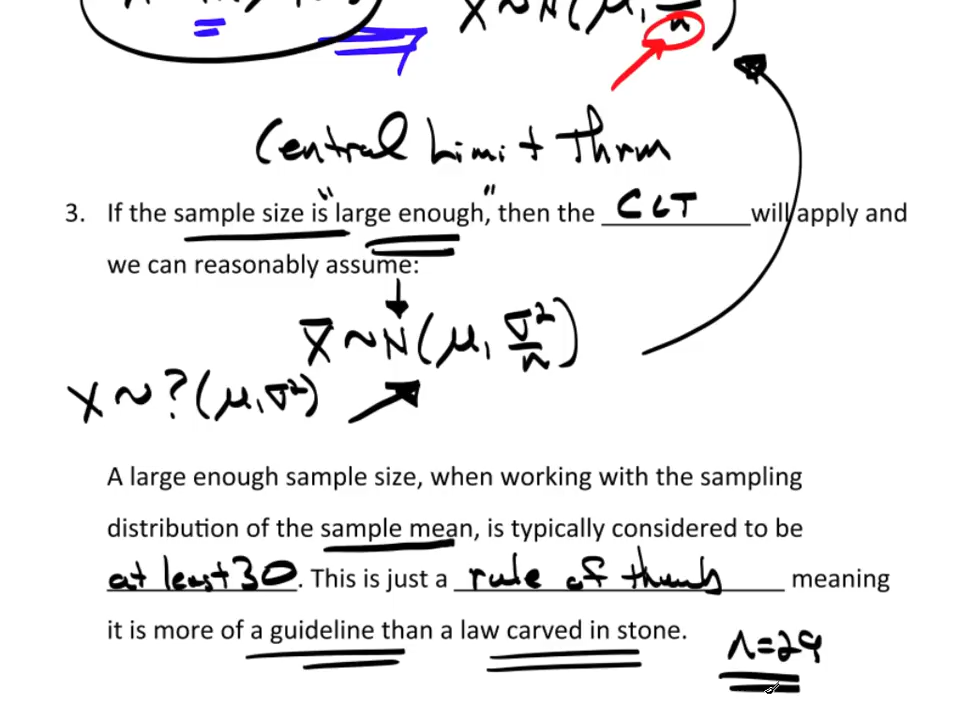 X̄ ~ N(μ, /n)
Central Limit Thrm
3. If the sample size is "large enough," then the CLT will apply and
we can reasonably assume:
X̄ ~ N(μ, σ²/n)
X ~ ?(μ, σ²)
A large enough sample size, when working with the sampling
distribution of the sample mean, is typically considered to be
at least 30. This is just a rule of thumb meaning
it is more of a guideline than a law carved in stone.
n=29